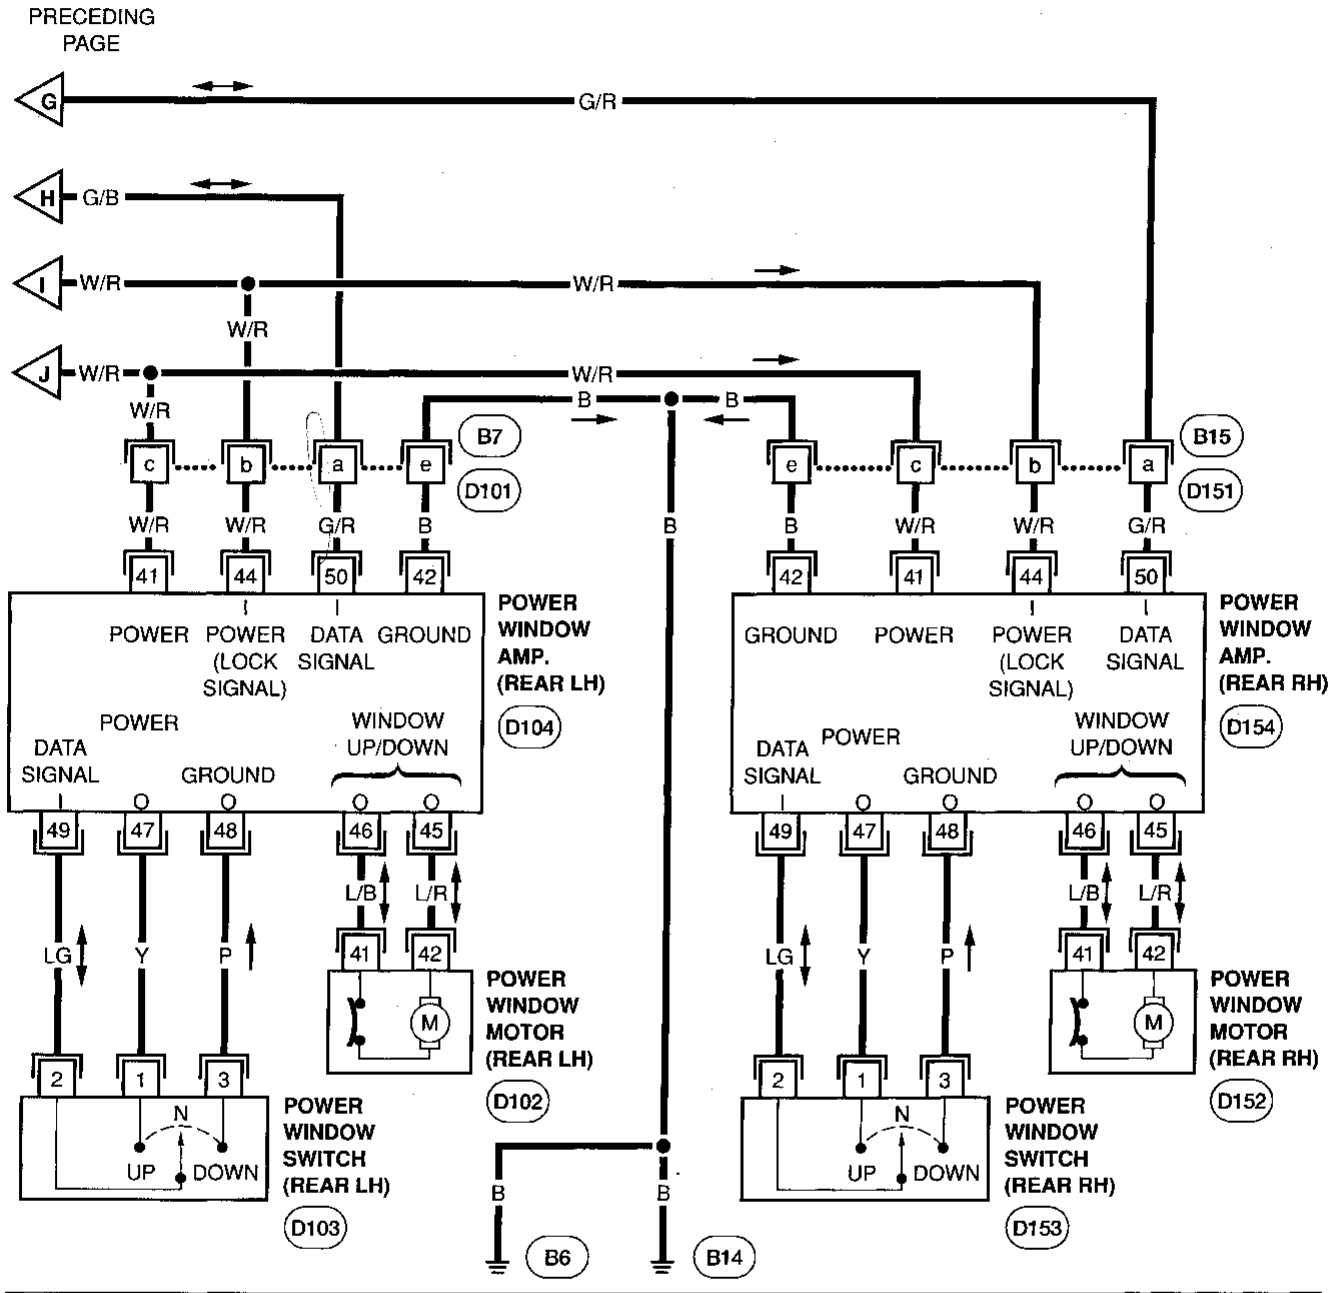 PRECEDING
PAGE
G
G/R
H
G/B
I
W/R
W/R
W/R
J
W/R
W/R
W/R
B
B
B7
B15
c
b
a
e
e
c
b
a
D101
D151
W/R
W/R
G/R
B
B
B
W/R
W/R
G/R
41
44
50
42
42
41
44
50
POWER
POWER
(LOCK
SIGNAL)
DATA
SIGNAL
GROUND
POWER
WINDOW
AMP.
(REAR LH)
D104
GROUND
POWER
POWER
(LOCK
SIGNAL)
DATA
SIGNAL
POWER
WINDOW
AMP.
(REAR RH)
D154
DATA
SIGNAL
POWER
GROUND
WINDOW
UP/DOWN
DATA
SIGNAL
POWER
GROUND
WINDOW
UP/DOWN
49
47
48
46
45
49
47
48
46
45
L/B
L/R
L/B
L/R
LG
Y
P
41
42
LG
Y
P
41
42
M
POWER
WINDOW
MOTOR
(REAR LH)
D102
M
POWER
WINDOW
MOTOR
(REAR RH)
D152
2
1
3
N
UP
DOWN
POWER
WINDOW
SWITCH
(REAR LH)
D103
2
1
3
N
UP
DOWN
POWER
WINDOW
SWITCH
(REAR RH)
D153
B
B
B6
B14